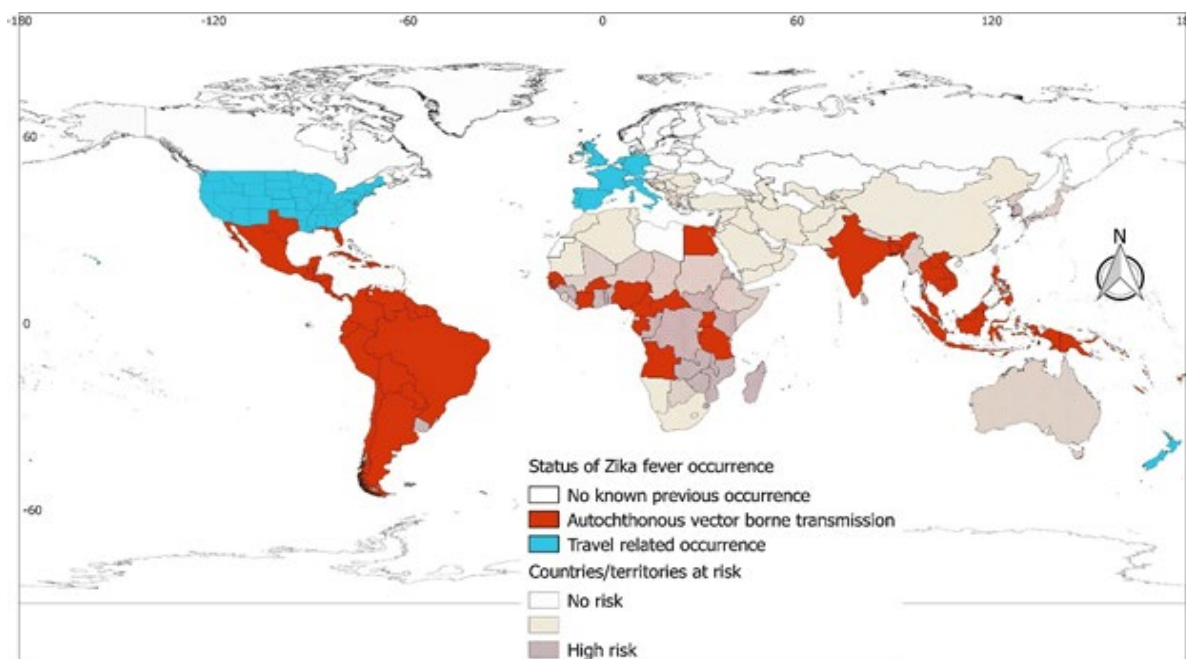 -180 -120 -60 0 60 120 18
60
0
-60
N
Status of Zika fever occurrence
No known previous occurrence
Autochthonous vector borne transmission
Travel related occurrence
Countries/territories at risk
No risk
High risk